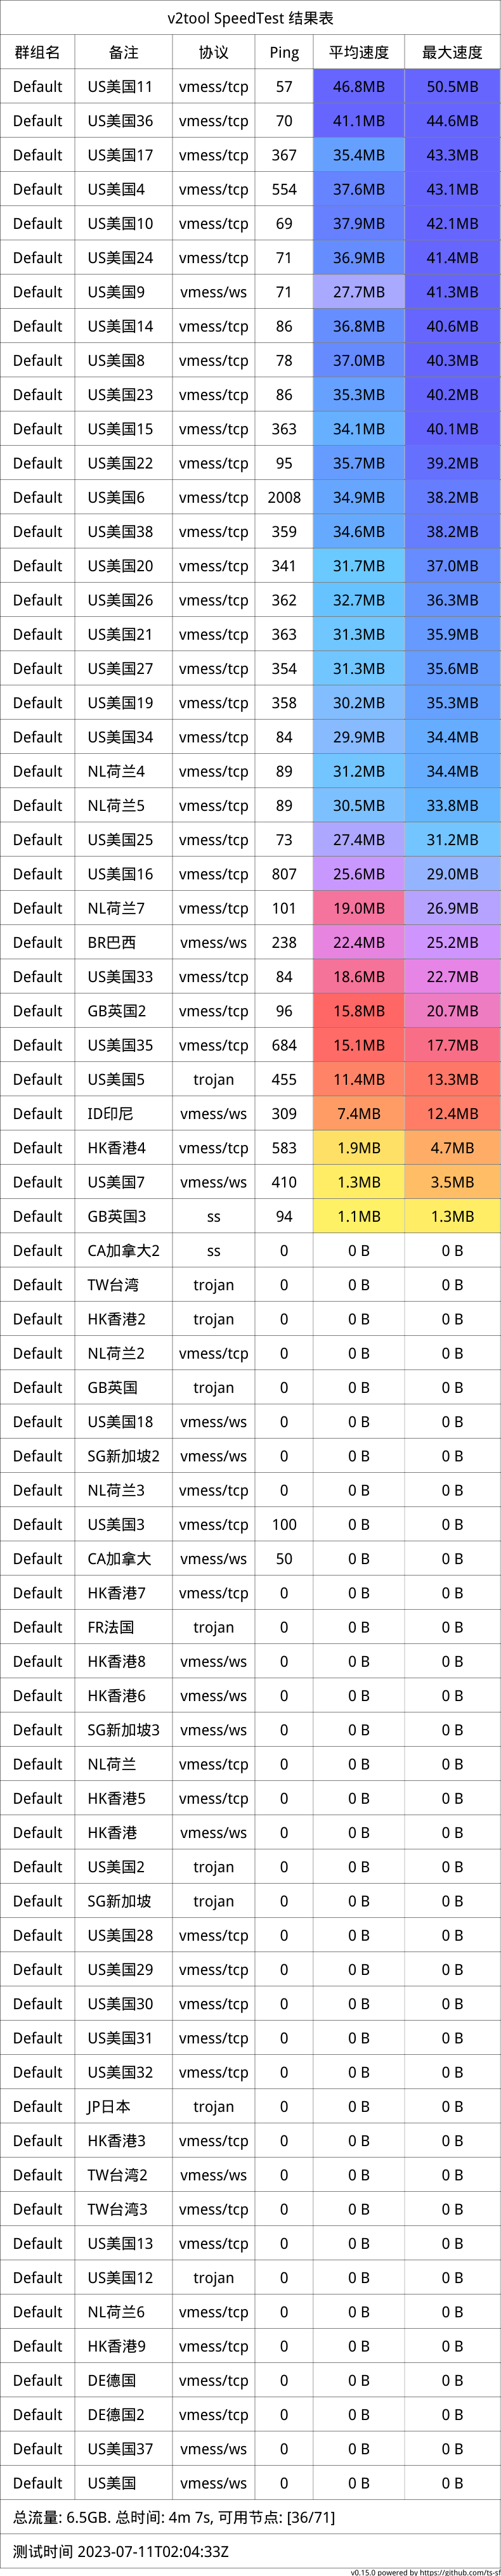 v2tool SpeedTest 结果表
群组名 备注 协议 Ping 平均速度 最大速度
Default US美国11 vmess/tcp 57 46.8MB 50.5MB
Default US美国36 vmess/tcp 70 41.1MB 44.6MB
Default US美国17 vmess/tcp 367 35.4MB 43.3MB
Default US美国4 vmess/tcp 554 37.6MB 43.1MB
Default US美国10 vmess/tcp 69 37.9MB 42.1MB
Default US美国24 vmess/tcp 71 36.9MB 41.4MB
Default US美国9 vmess/ws 71 27.7MB 41.3MB
Default US美国14 vmess/tcp 86 36.8MB 40.6MB
Default US美国8 vmess/tcp 78 37.0MB 40.3MB
Default US美国23 vmess/tcp 86 35.3MB 40.2MB
Default US美国15 vmess/tcp 363 34.1MB 40.1MB
Default US美国22 vmess/tcp 95 35.7MB 39.2MB
Default US美国6 vmess/tcp 2008 34.9MB 38.2MB
Default US美国38 vmess/tcp 359 34.6MB 38.2MB
Default US美国20 vmess/tcp 341 31.7MB 37.0MB
Default US美国26 vmess/tcp 362 32.7MB 36.3MB
Default US美国21 vmess/tcp 363 31.3MB 35.9MB
Default US美国27 vmess/tcp 354 31.3MB 35.6MB
Default US美国19 vmess/tcp 358 30.2MB 35.3MB
Default US美国34 vmess/tcp 84 29.9MB 34.4MB
Default NL荷兰4 vmess/tcp 89 31.2MB 34.4MB
Default NL荷兰5 vmess/tcp 89 30.5MB 33.8MB
Default US美国25 vmess/tcp 73 27.4MB 31.2MB
Default US美国16 vmess/tcp 807 25.6MB 29.0MB
Default NL荷兰7 vmess/tcp 101 19.0MB 26.9MB
Default BR巴西 vmess/ws 238 22.4MB 25.2MB
Default US美国33 vmess/tcp 84 18.6MB 22.7MB
Default GB英国2 vmess/tcp 96 15.8MB 20.7MB
Default US美国35 vmess/tcp 684 15.1MB 17.7MB
Default US美国5 trojan 455 11.4MB 13.3MB
Default ID印尼 vmess/ws 309 7.4MB 12.4MB
Default HK香港4 vmess/tcp 583 1.9MB 4.7MB
Default US美国7 vmess/ws 410 1.3MB 3.5MB
Default GB英国3 ss 94 1.1MB 1.3MB
Default CA加拿大2 ss 0 0 B 0 B
Default TW台湾 trojan 0 0 B 0 B
Default HK香港2 trojan 0 0 B 0 B
Default NL荷兰2 vmess/tcp 0 0 B 0 B
Default GB英国 trojan 0 0 B 0 B
Default US美国18 vmess/ws 0 0 B 0 B
Default SG新加坡2 vmess/ws 0 0 B 0 B
Default NL荷兰3 vmess/tcp 0 0 B 0 B
Default US美国3 vmess/tcp 100 0 B 0 B
Default CA加拿大 vmess/ws 50 0 B 0 B
Default HK香港7 vmess/tcp 0 0 B 0 B
Default FR法国 trojan 0 0 B 0 B
Default HK香港8 vmess/ws 0 0 B 0 B
Default HK香港6 vmess/ws 0 0 B 0 B
Default SG新加坡3 vmess/ws 0 0 B 0 B
Default NL荷兰 vmess/tcp 0 0 B 0 B
Default HK香港5 vmess/tcp 0 0 B 0 B
Default HK香港 vmess/ws 0 0 B 0 B
Default US美国2 trojan 0 0 B 0 B
Default SG新加坡 trojan 0 0 B 0 B
Default US美国28 vmess/tcp 0 0 B 0 B
Default US美国29 vmess/tcp 0 0 B 0 B
Default US美国30 vmess/tcp 0 0 B 0 B
Default US美国31 vmess/tcp 0 0 B 0 B
Default US美国32 vmess/tcp 0 0 B 0 B
Default JP日本 trojan 0 0 B 0 B
Default HK香港3 vmess/tcp 0 0 B 0 B
Default TW台湾2 vmess/ws 0 0 B 0 B
Default TW台湾3 vmess/tcp 0 0 B 0 B
Default US美国13 vmess/tcp 0 0 B 0 B
Default US美国12 trojan 0 0 B 0 B
Default NL荷兰6 vmess/tcp 0 0 B 0 B
Default HK香港9 vmess/tcp 0 0 B 0 B
Default DE德国 vmess/tcp 0 0 B 0 B
Default DE德国2 vmess/tcp 0 0 B 0 B
Default US美国37 vmess/ws 0 0 B 0 B
Default US美国 vmess/ws 0 0 B 0 B
总流量: 6.5GB. 总时间: 4m 7s, 可用节点: [36/71]
测试时间 2023-07-11T02:04:33Z
v0.15.0 powered by https://github.com/ts-sf